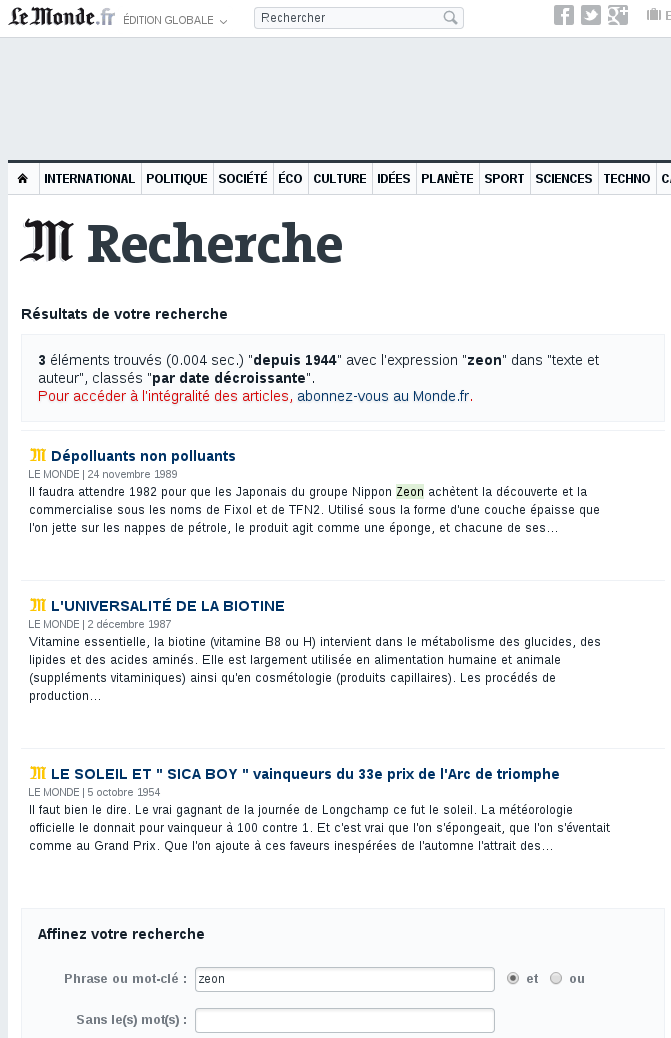 Le Monde.fr ÉDITION GLOBALE Rechercher
INTERNATIONAL POLITIQUE SOCIÉTÉ ÉCO CULTURE IDÉES PLANÈTE SPORT SCIENCES TECHNO
M Recherche
Résultats de votre recherche
3 éléments trouvés (0.004 sec.) "depuis 1944" avec l'expression "zeon" dans "texte et
auteur", classés "par date décroissante".
Pour accéder à l'intégralité des articles, abonnez-vous au Monde.fr.
Dépolluants non polluants
LE MONDE | 24 novembre 1989
Il faudra attendre 1982 pour que les Japonais du groupe Nippon Zeon achètent la découverte et la
commercialise sous les noms de Fixol et de TFN2. Utilisé sous la forme d'une couche épaisse que
l'on jette sur les nappes de pétrole, le produit agit comme une éponge, et chacune de ses...
L'UNIVERSALITÉ DE LA BIOTINE
LE MONDE | 2 décembre 1987
Vitamine essentielle, la biotine (vitamine B8 ou H) intervient dans le métabolisme des glucides, des
lipides et des acides aminés. Elle est largement utilisée en alimentation humaine et animale
(suppléments vitaminiques) ainsi qu'en cosmétologie (produits capillaires). Les procédés de
production...
LE SOLEIL ET " SICA BOY " vainqueurs du 33e prix de l'Arc de triomphe
LE MONDE | 5 octobre 1954
Il faut bien le dire. Le vrai gagnant de la journée de Longchamp ce fut le soleil. La météorologie
officielle le donnait pour vainqueur à 100 contre 1. Et c'est vrai que l'on s'épongeait, que l'on s'éventait
comme au Grand Prix. Que l'on ajoute à ces faveurs inespérées de l'automne l'attrait des...
Affinez votre recherche
Phrase ou mot-clé : zeon et ou
Sans le(s) mot(s) :